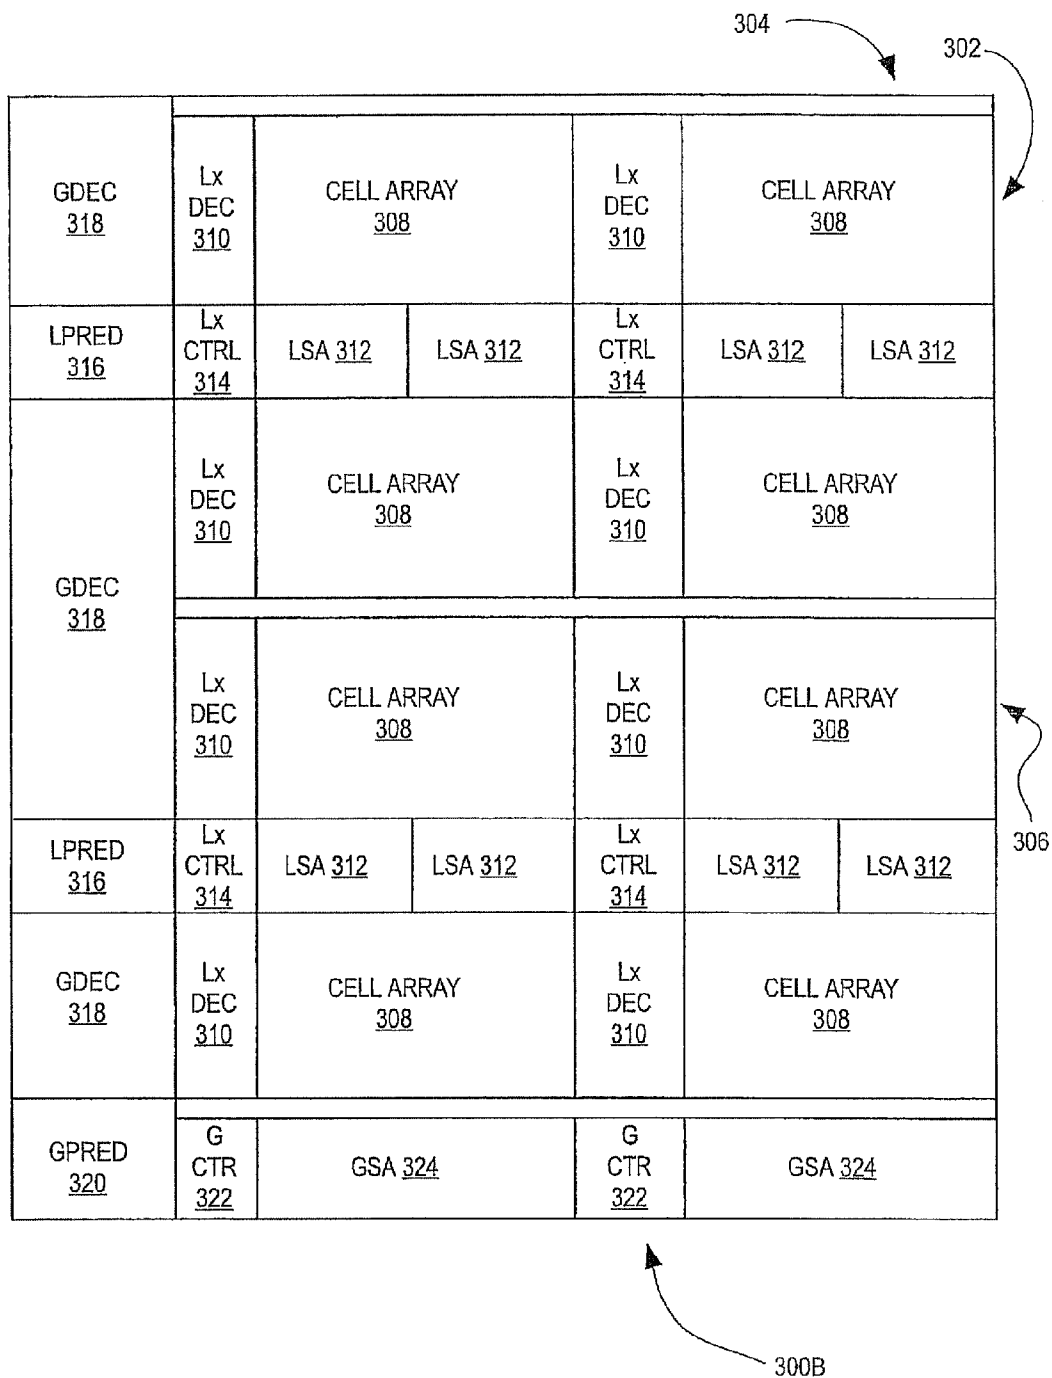 304
302
GDEC
318
Lx
DEC
310
CELL ARRAY
308
Lx
DEC
310
CELL ARRAY
308
LPRED
316
Lx
CTRL
314
LSA 312
LSA 312
Lx
CTRL
314
LSA 312
LSA 312
GDEC
318
Lx
DEC
310
CELL ARRAY
308
Lx
DEC
310
CELL ARRAY
308
Lx
DEC
310
CELL ARRAY
308
Lx
DEC
310
CELL ARRAY
308
306
LPRED
316
Lx
CTRL
314
LSA 312
LSA 312
Lx
CTRL
314
LSA 312
LSA 312
GDEC
318
Lx
DEC
310
CELL ARRAY
308
Lx
DEC
310
CELL ARRAY
308
GPRED
320
G
CTR
322
GSA 324
G
CTR
322
GSA 324
300B